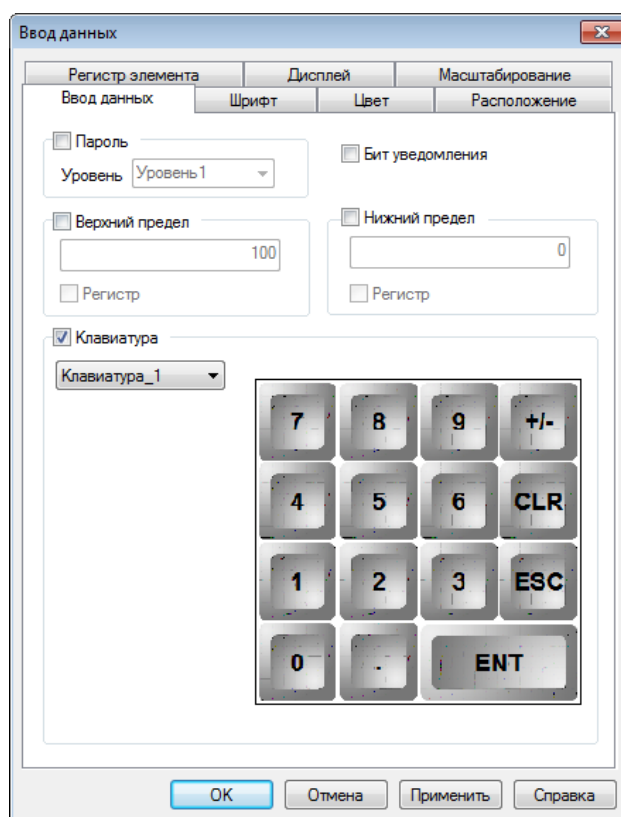 Ввод данных
Регистр элемента Дисплей Масштабирование
Ввод данных Шрифт Цвет Расположение
Пароль
Бит уведомления
Уровень Уровень1
Верхний предел Нижний предел
100 0
Регистр Регистр
Клавиатура
Клавиатура_1
7 8 9 +/-
4 5 6 CLR
1 2 3 ESC
0 . ENT
OK Отмена Применить Справка